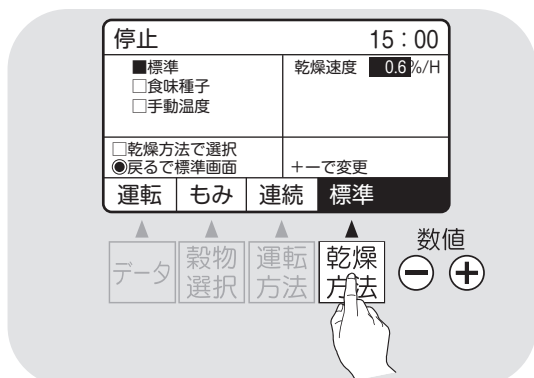 停止 15：00
■標準 乾燥速度 0.6%/H
□食味種子
□手動温度
□乾燥方法で選択
◉戻るで標準画面 ＋−で変更
運転 もみ 連続 標準
データ 穀物選択 運転方法 乾燥方法 数値
− ＋